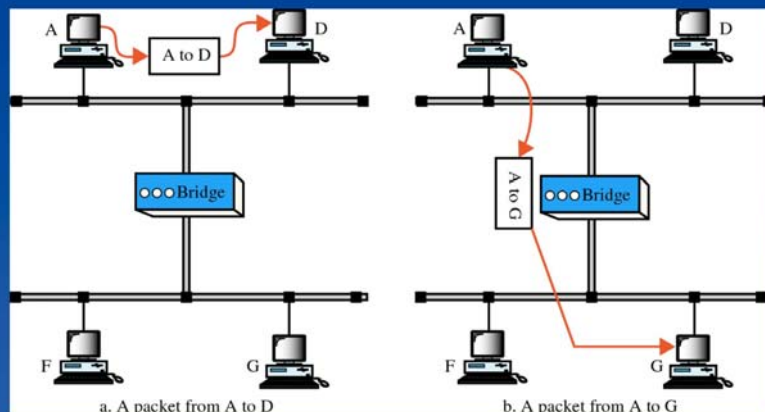 A
A to D
D
Bridge
F
G
a. A packet from A to D
A
D
A to G
Bridge
F
G
b. A packet from A to G